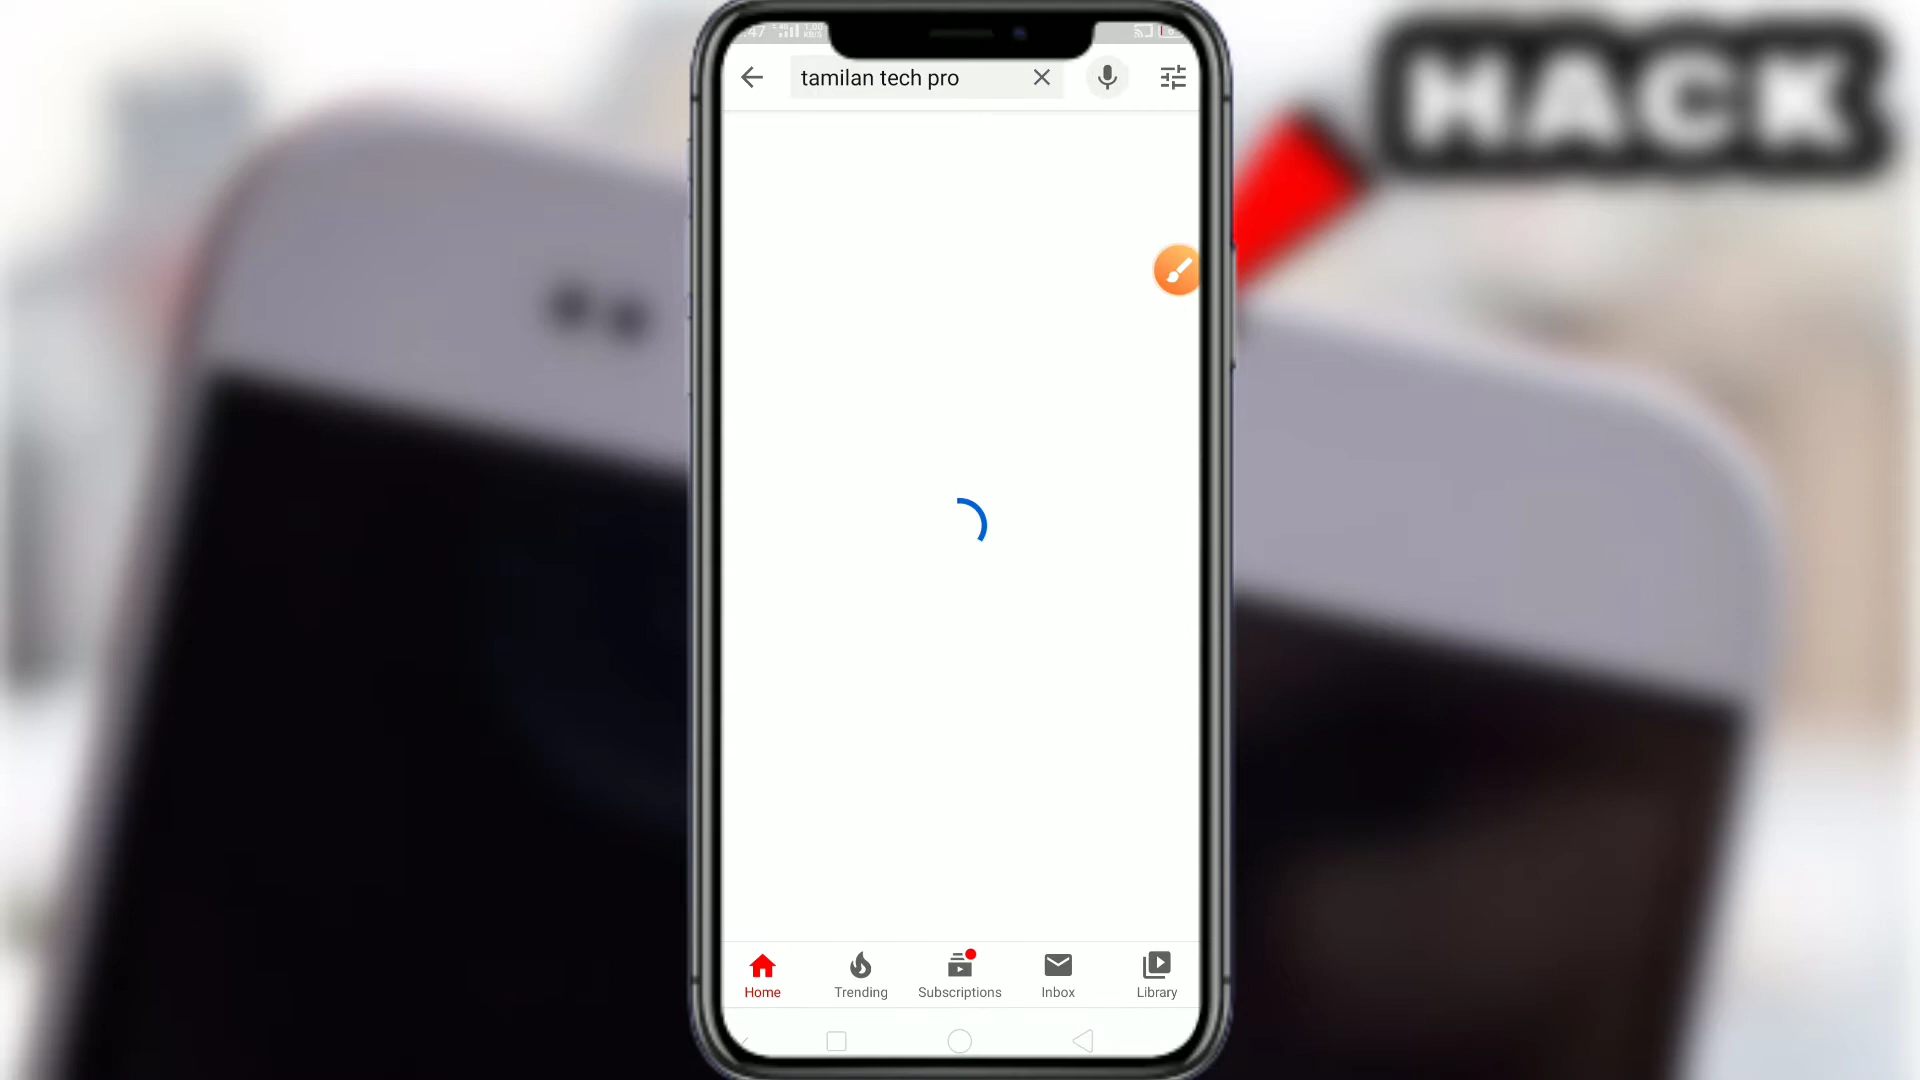 HACK
tamilan tech pro
Home
Trending
Subscriptions
Inbox
Library